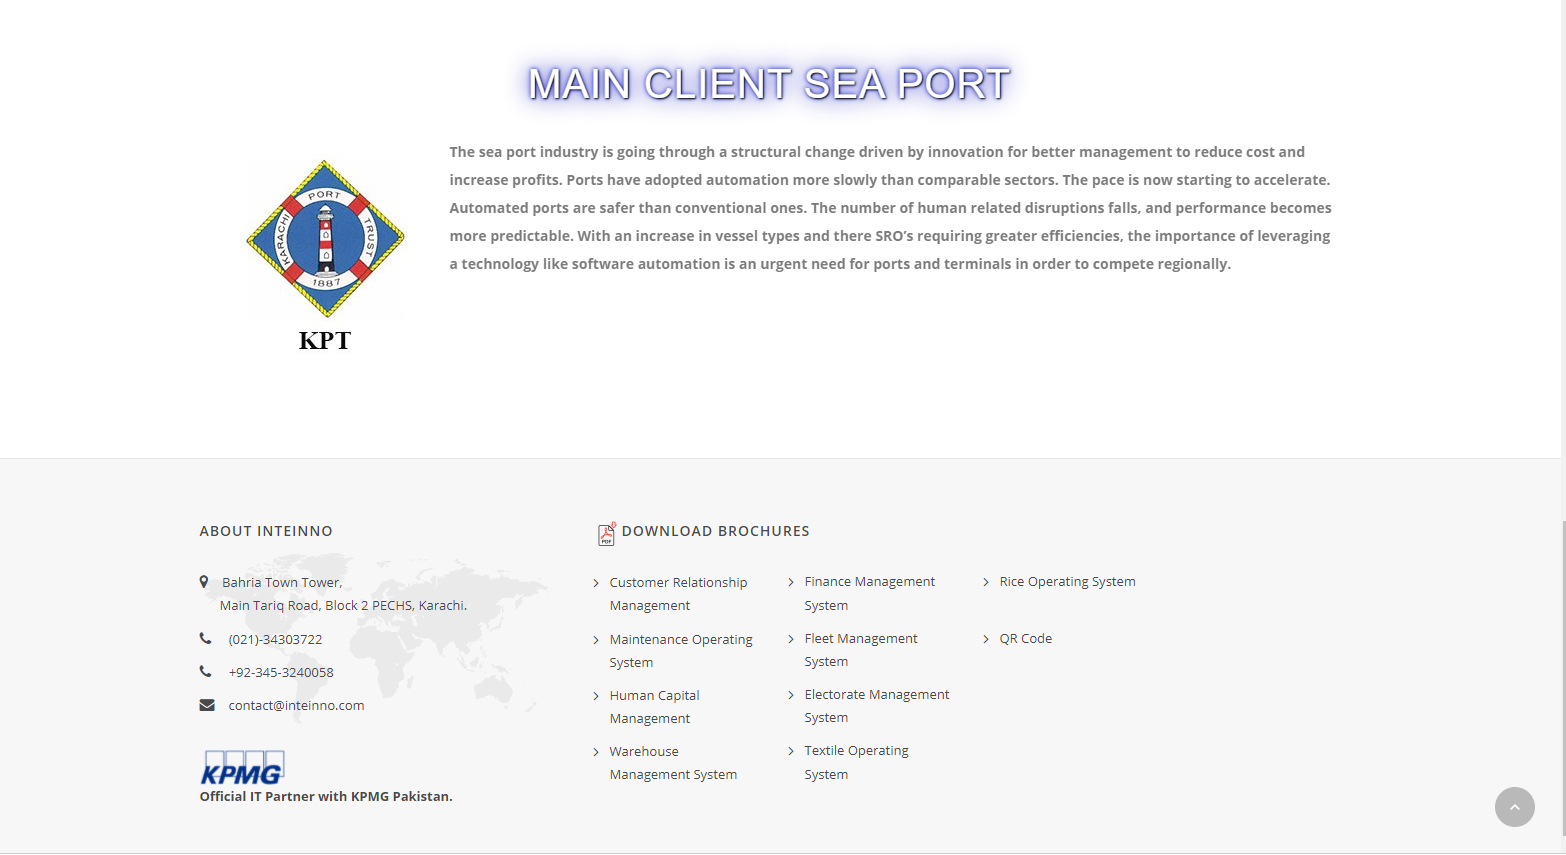 MAIN CLIENT SEA PORT
The sea port industry is going through a structural change driven by innovation for better management to reduce cost and
increase profits. Ports have adopted automation more slowly than comparable sectors. The pace is now starting to accelerate.
Automated ports are safer than conventional ones. The number of human related disruptions falls, and performance becomes
more predictable. With an increase in vessel types and there SRO's requiring greater efficiencies, the importance of leveraging
a technology like software automation is an urgent need for ports and terminals in order to compete regionally.
KARACHI PORT TRUST
1887
KPT
ABOUT INTEINNO
Bahria Town Tower,
Main Tariq Road, Block 2 PECHS, Karachi.
(021)-34303722
+92-345-3240058
contact@inteinno.com
KPMG
Official IT Partner with KPMG Pakistan.
PDF
DOWNLOAD BROCHURES
Customer Relationship
Management
Maintenance Operating
System
Human Capital
Management
Warehouse
Management System
Finance Management
System
Fleet Management
System
Electorate Management
System
Textile Operating
System
Rice Operating System
QR Code